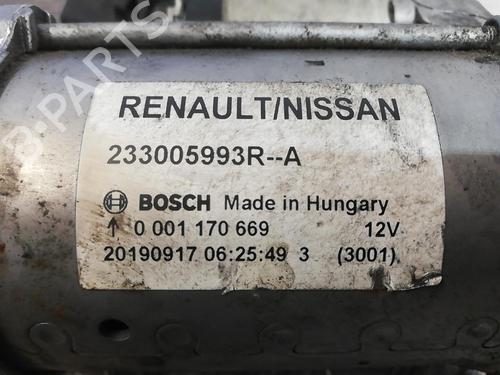 RENAULT/NISSAN
233005993R--A
BOSCH Made in Hungary
↑ 0 001 170 669 12V
20190917 06:25:49 3 (3001)
B-PARTS